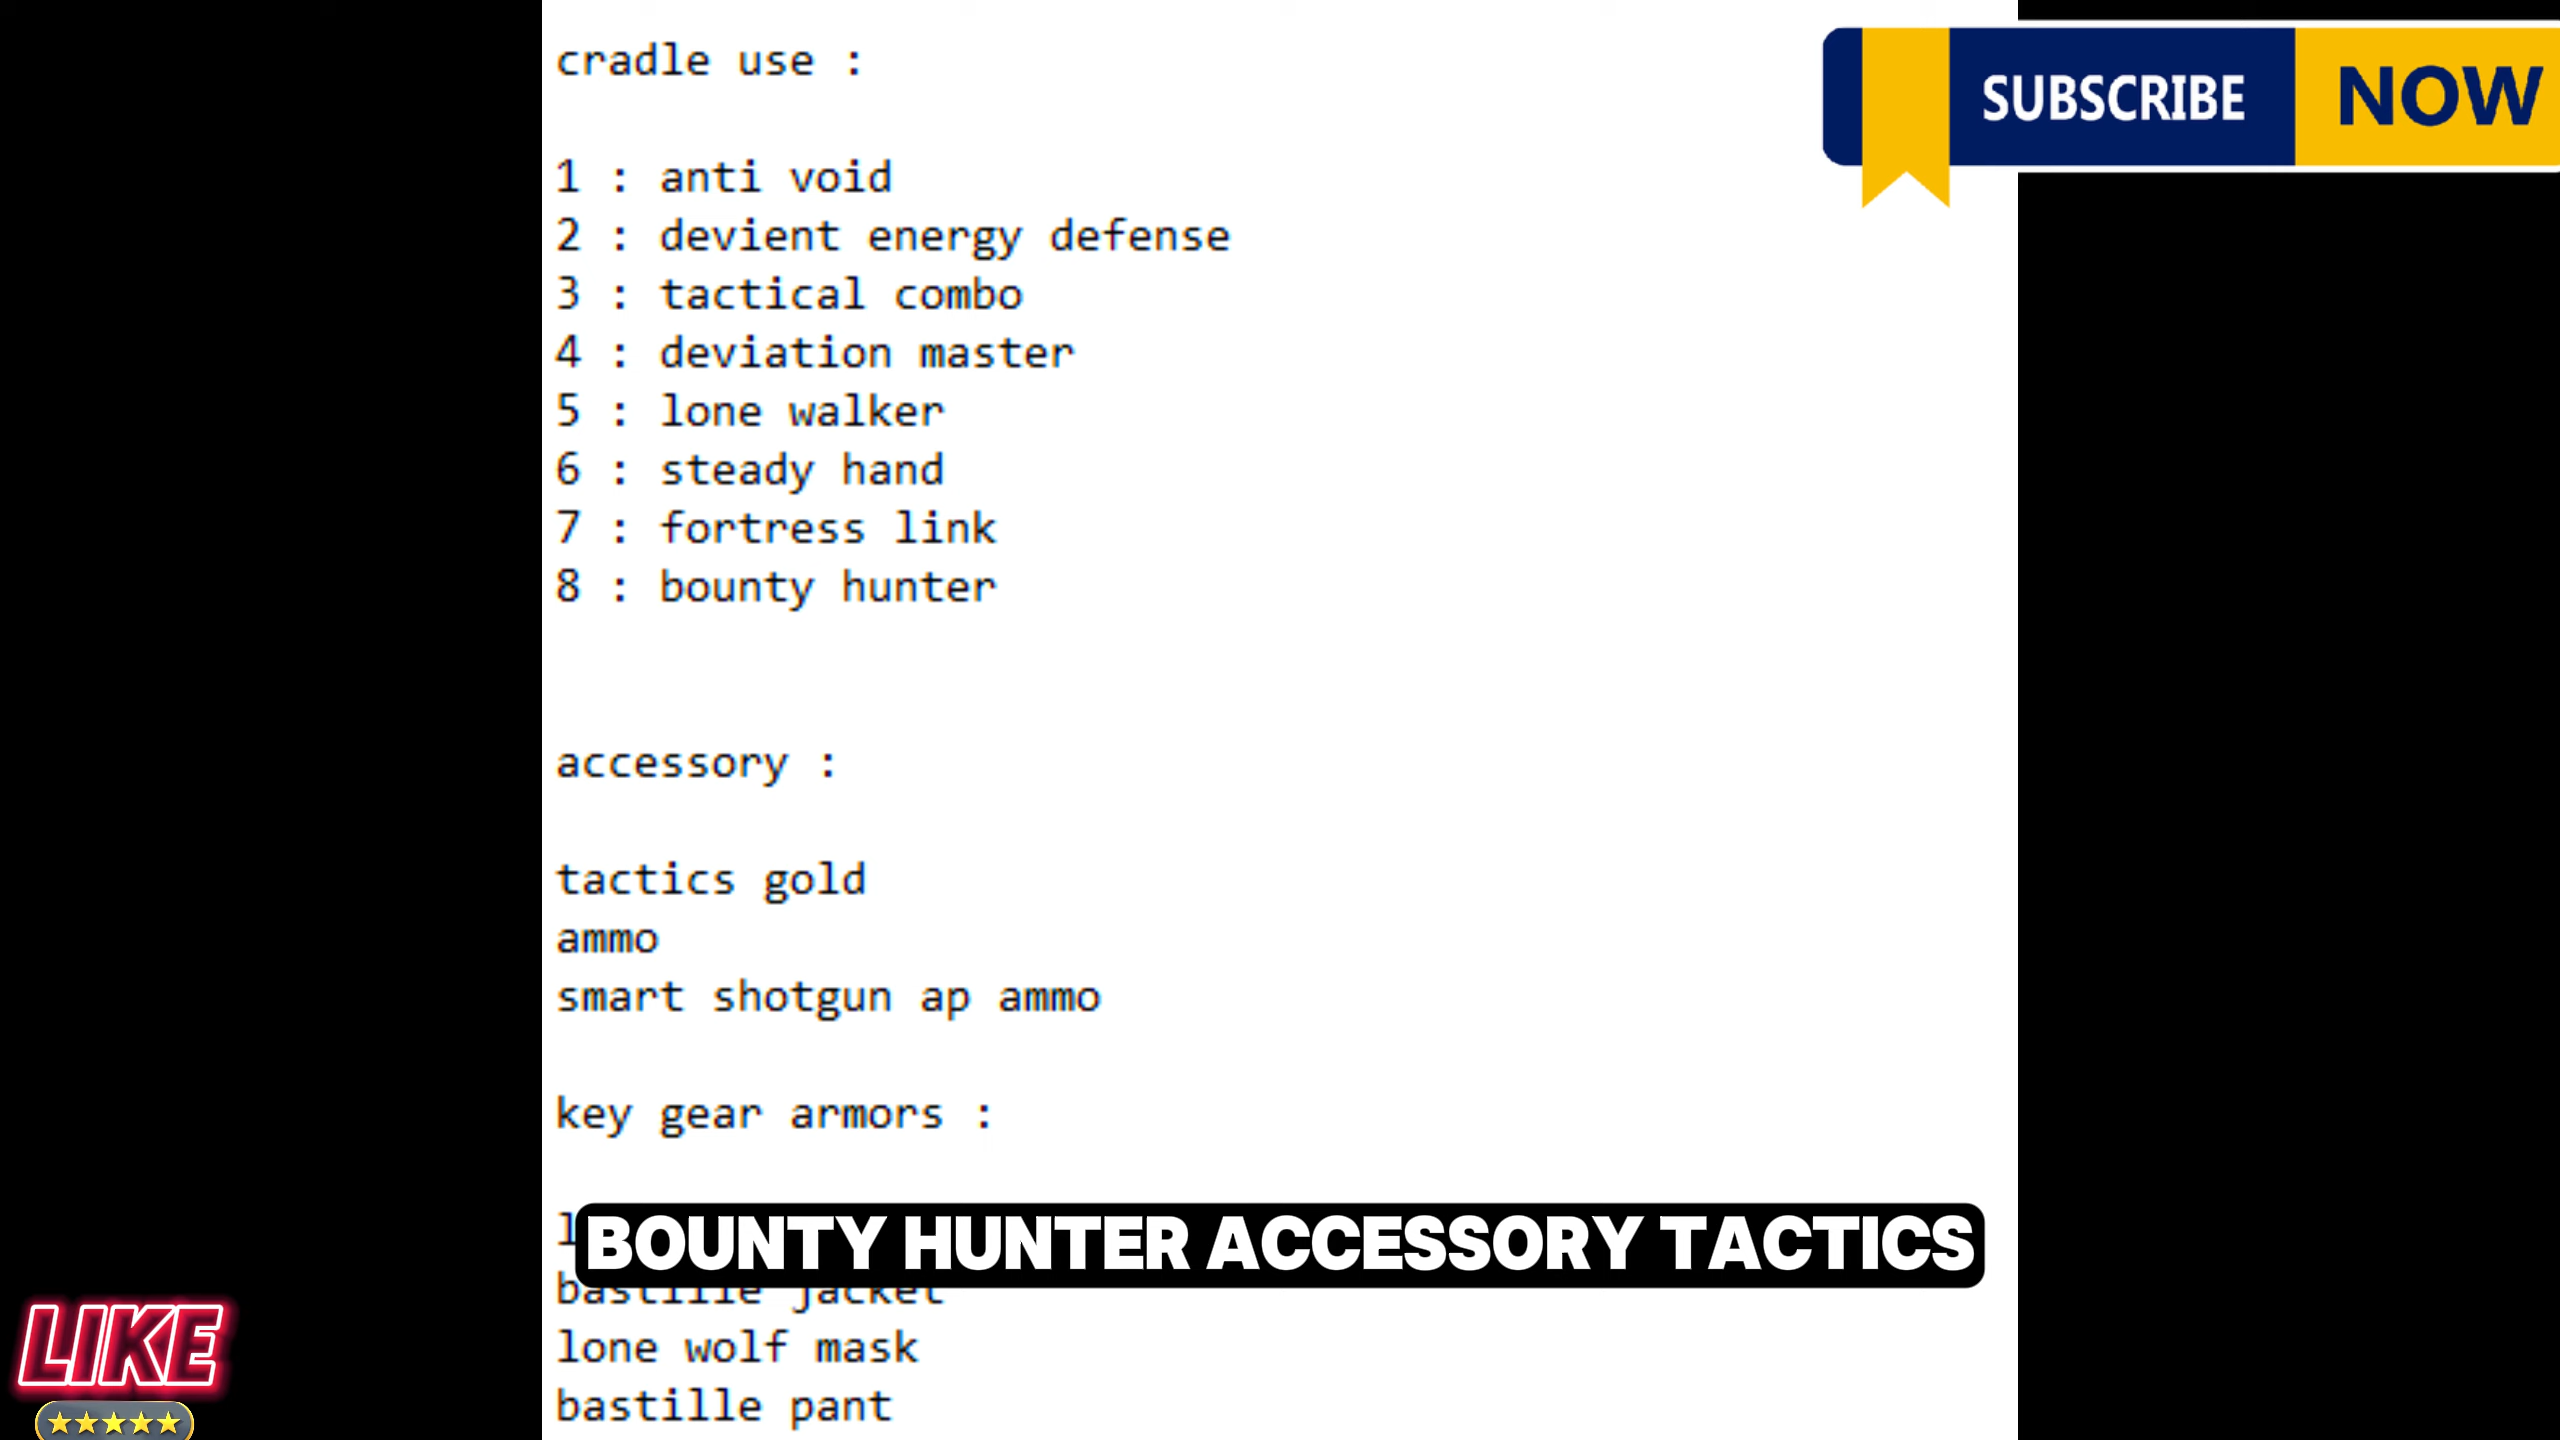 cradle use :
SUBSCRIBE NOW
1 : anti void
2 : devient energy defense
3 : tactical combo
4 : deviation master
5 : lone walker
6 : steady hand
7 : fortress link
8 : bounty hunter
accessory :
tactics gold
ammo
smart shotgun ap ammo
key gear armors :
BOUNTY HUNTER ACCESSORY TACTICS
bastille jacket
lone wolf mask
bastille pant
LIKE